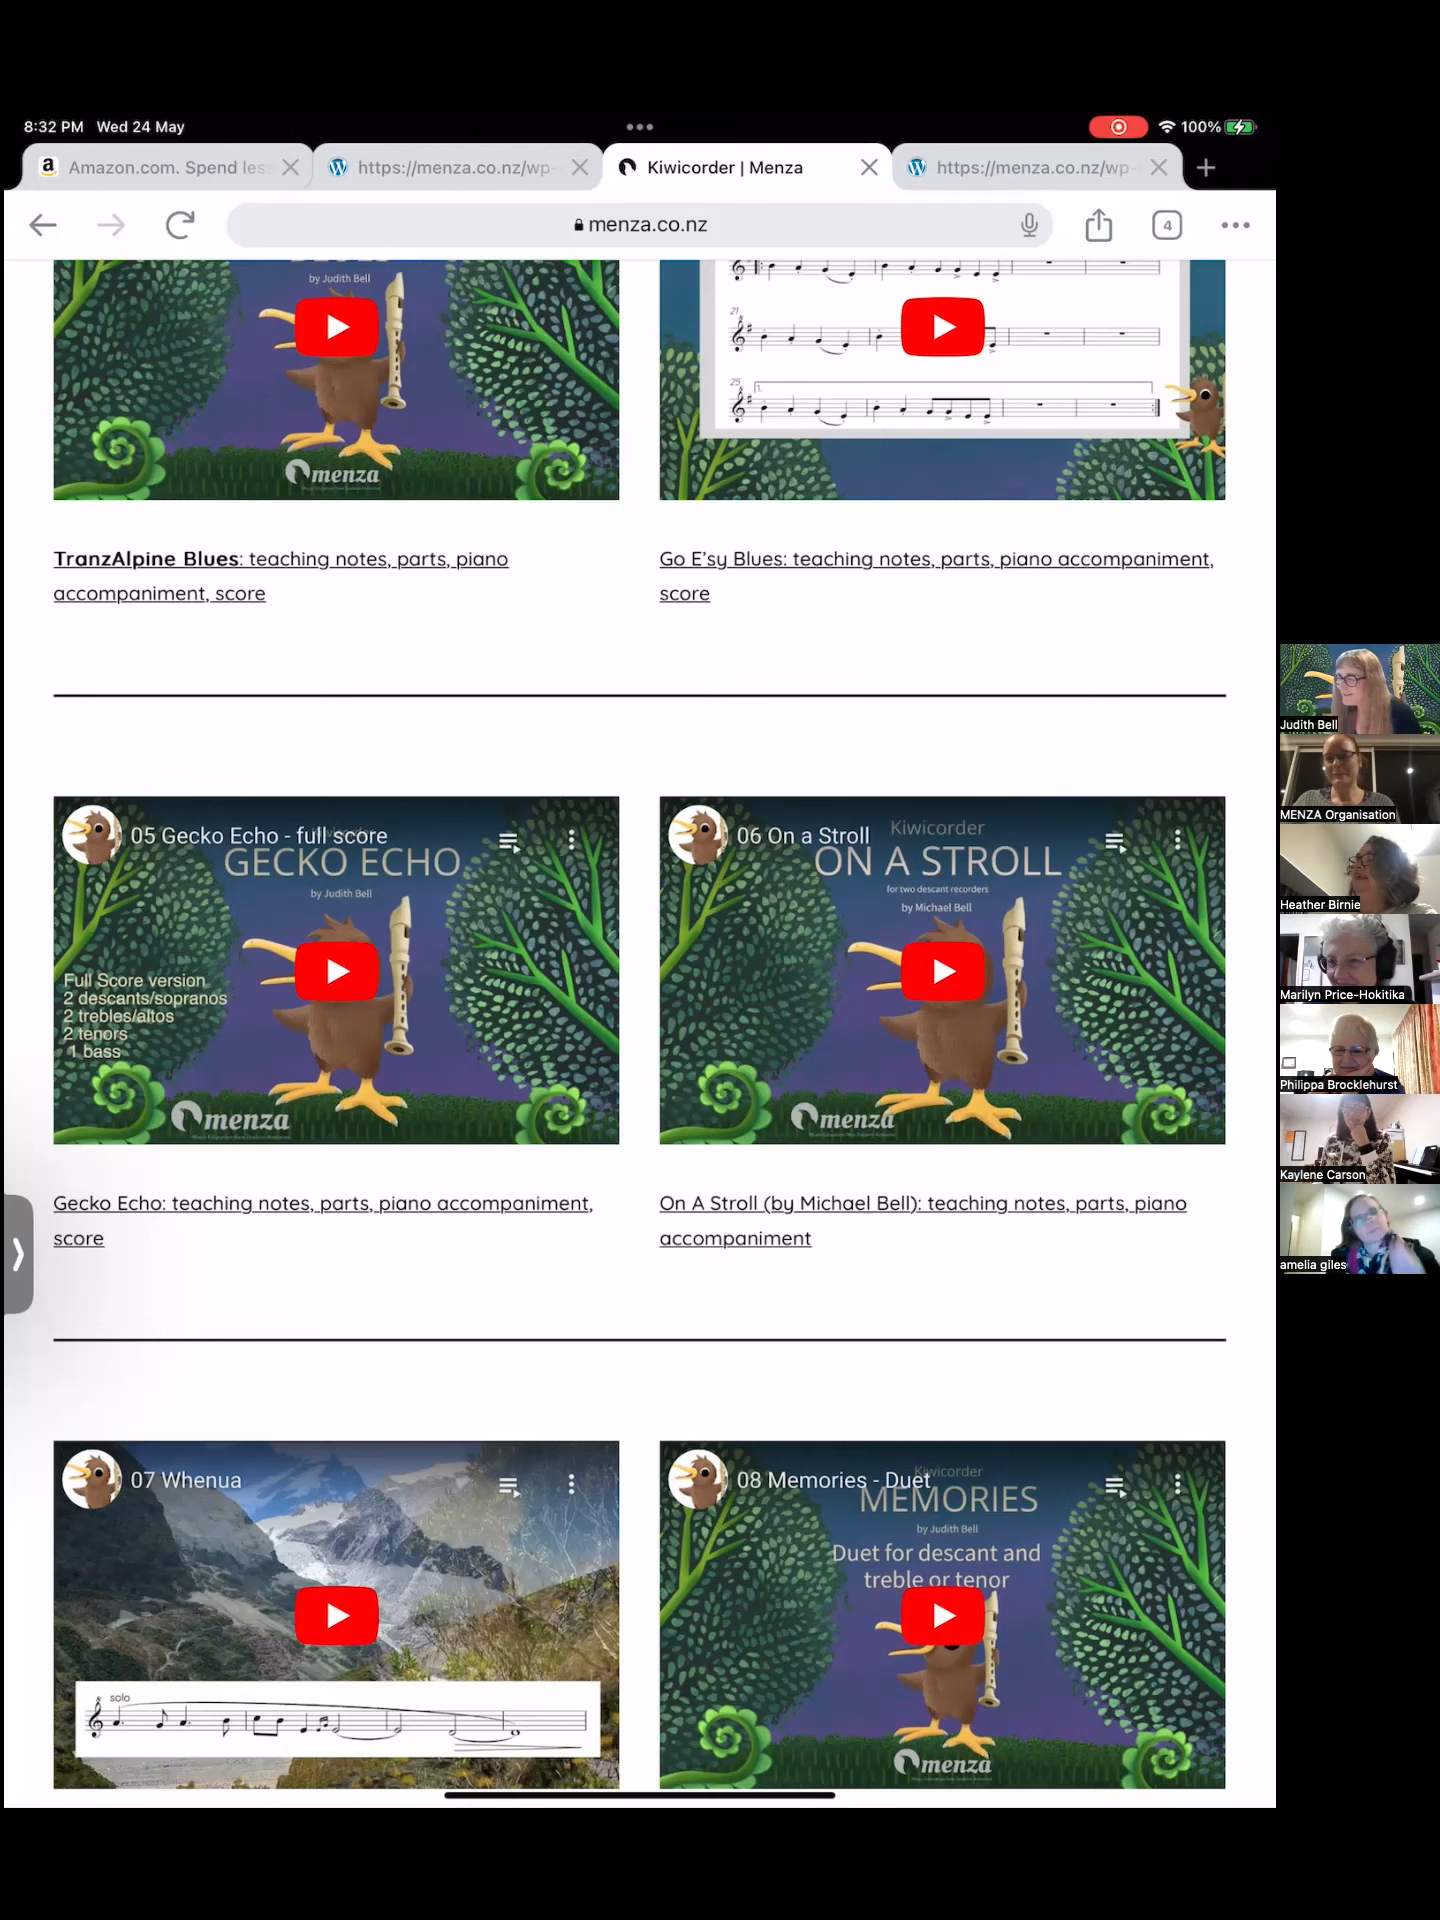 8:32 PM Wed 24 May
100%
Amazon.com. Spend less
https://menza.co.nz/wp-
Kiwicorder | Menza
https://menza.co.nz/wp-
menza.co.nz
4
by Judith Bell
menza
21
25
1.
TranzAlpine Blues: teaching notes, parts, piano
accompaniment, score
Go E'sy Blues: teaching notes, parts, piano accompaniment,
score
05 Gecko Echo - full score
GECKO ECHO
by Judith Bell
Full Score version
2 descants/sopranos
2 trebles/altos
2 tenors
1 bass
menza
06 On a Stroll
Kiwicorder
ON A STROLL
for two descant recorders
by Michael Bell
menza
Gecko Echo: teaching notes, parts, piano accompaniment,
score
On A Stroll (by Michael Bell): teaching notes, parts, piano
accompaniment
07 Whenua
solo
08 Memories - Duet
Kiwicorder
MEMORIES
by Judith Bell
Duet for descant and
treble or tenor
menza
Judith Bell
MENZA Organisation
Heather Birnie
Marilyn Price-Hokitika
Philippa Brocklehurst
Kaylene Carson
amelia giles